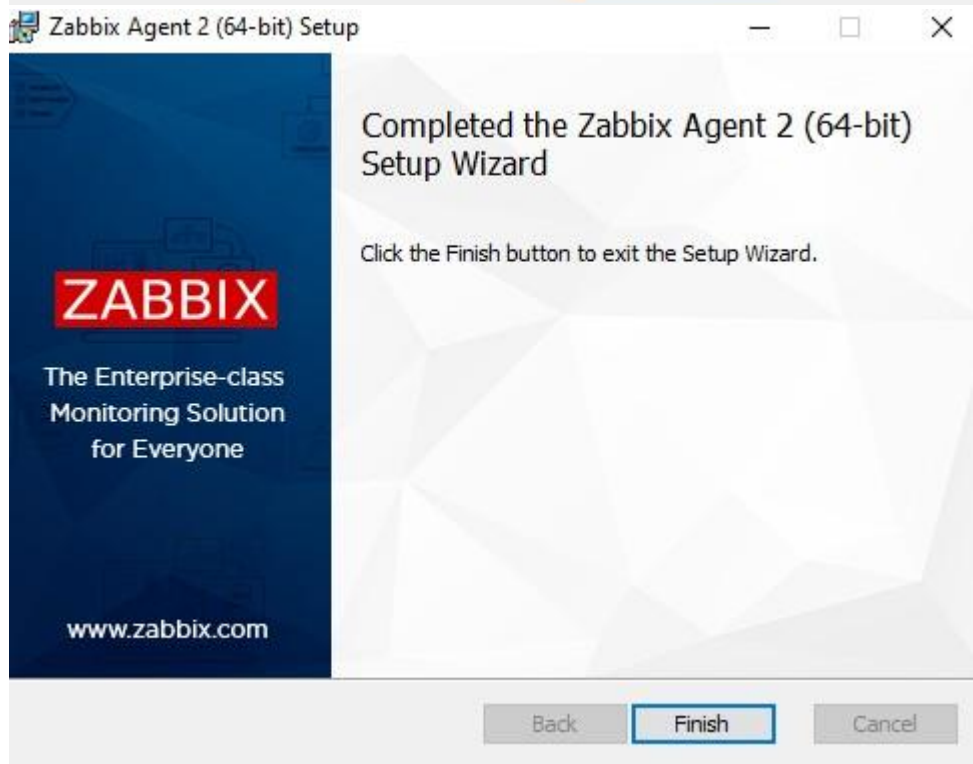 Zabbix Agent 2 (64-bit) Setup
Completed the Zabbix Agent 2 (64-bit)
Setup Wizard
Click the Finish button to exit the Setup Wizard.
ZABBIX
The Enterprise-class
Monitoring Solution
for Everyone
www.zabbix.com
Back
Finish
Cancel